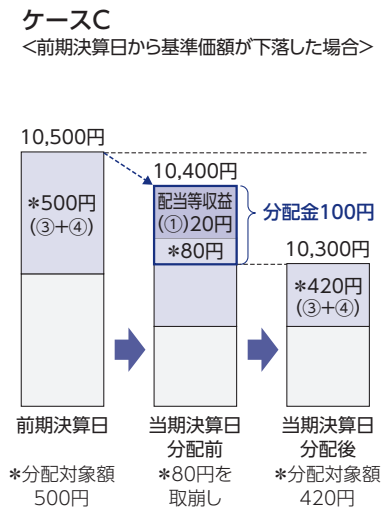 ケースC
<前期決算日から基準価額が下落した場合>
10,500円
10,400円
*500円
(③+④)
配当等収益
(①)20円
*80円
分配金100円
10,300円
*420円
(③+④)
前期決算日
当期決算日
分配前
当期決算日
分配後
*分配対象額
500円
*80円を
取崩し
*分配対象額
420円